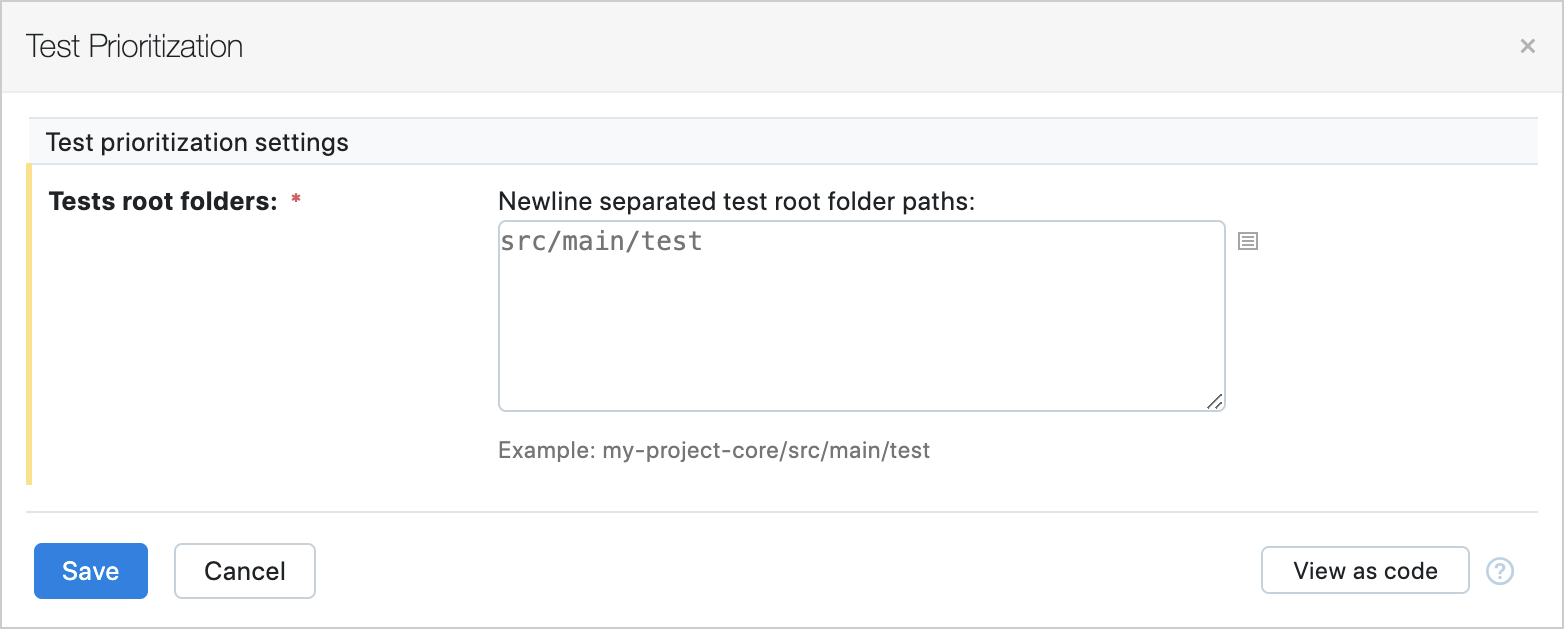 Test Prioritization
Test prioritization settings
Tests root folders: *
Newline separated test root folder paths:
src/main/test
Example: my-project-core/src/main/test
Save
Cancel
View as code
?